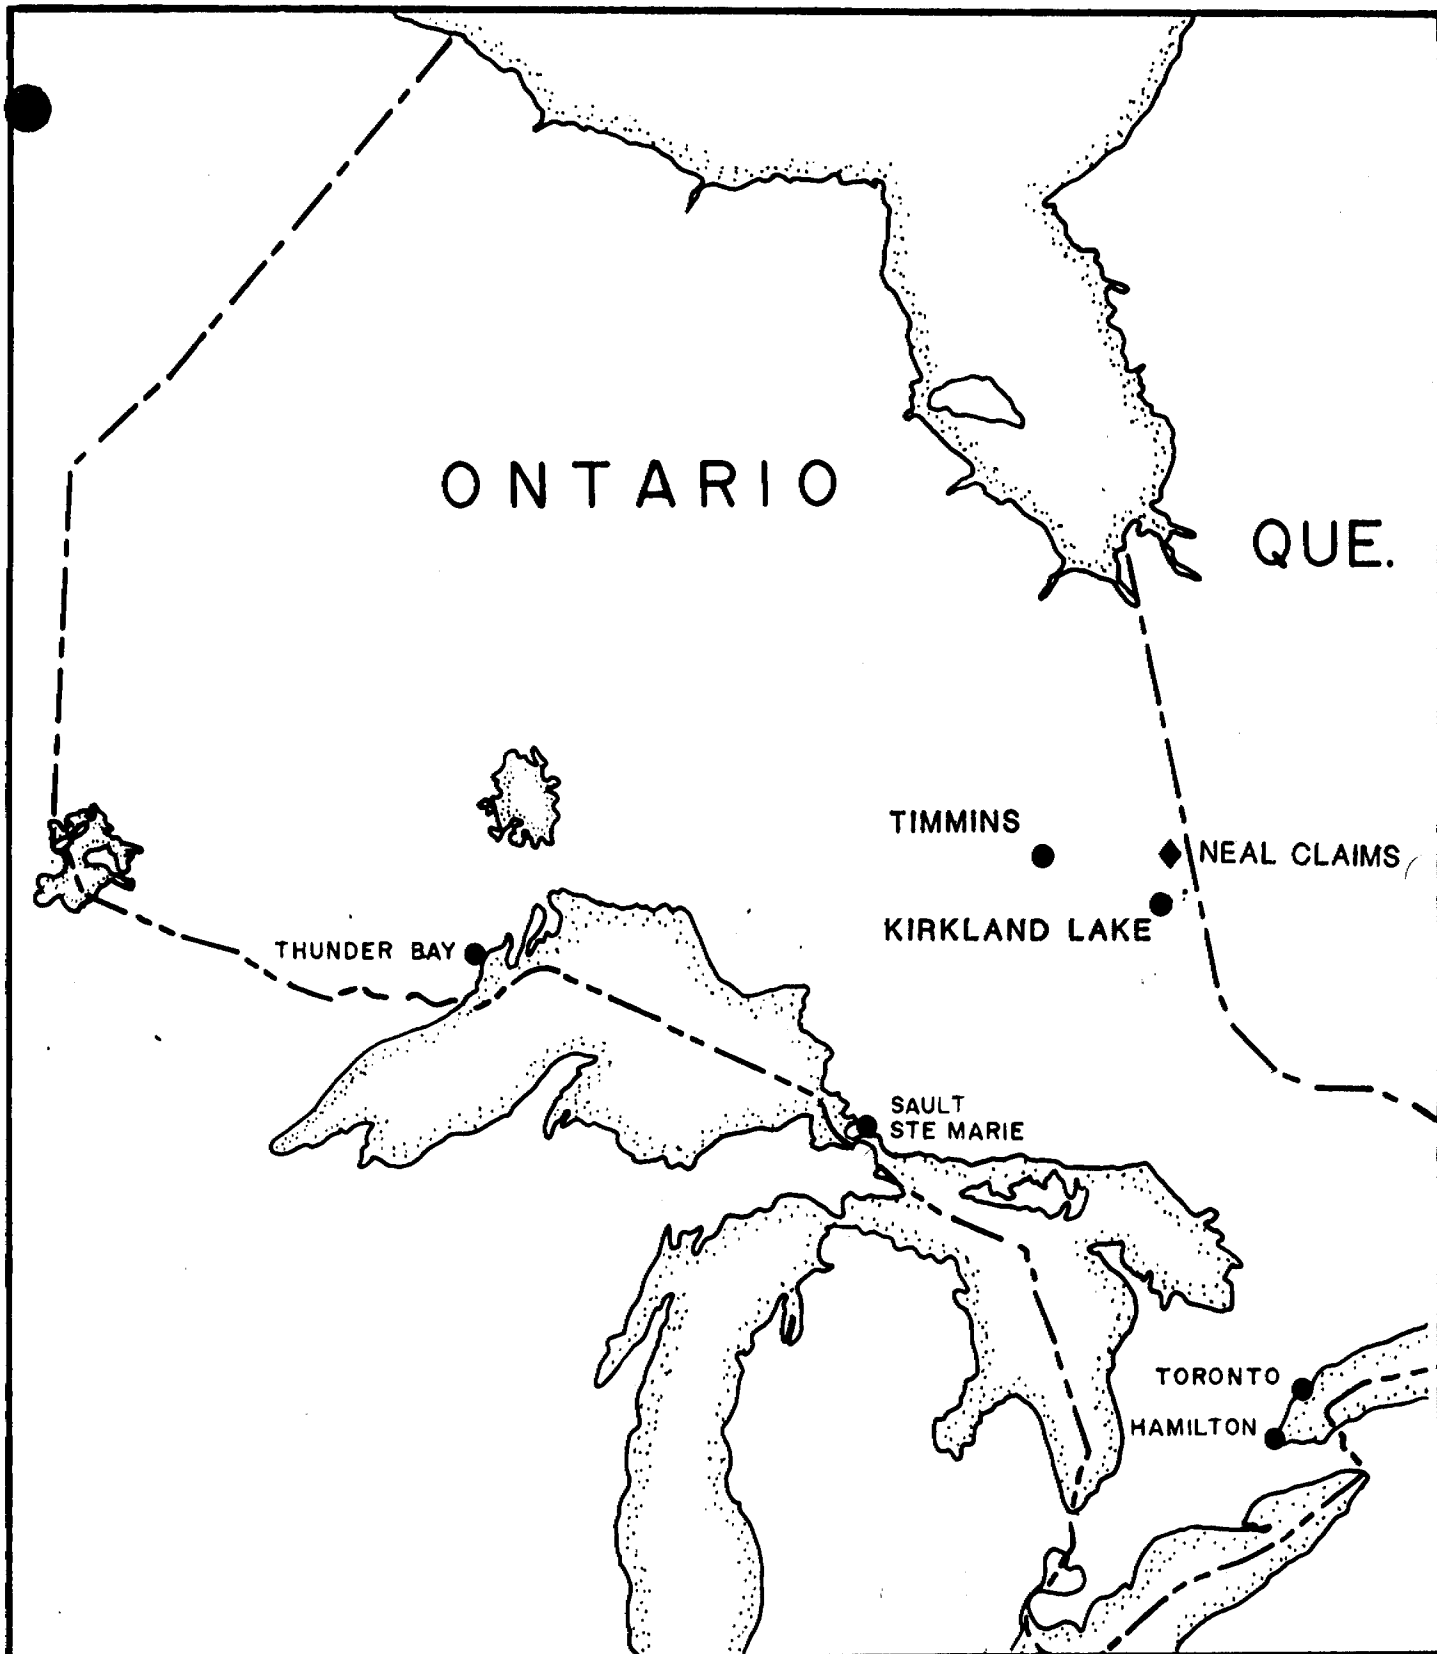 ONTARIO
QUE.
TIMMINS
NEAL CLAIMS
KIRKLAND LAKE
THUNDER BAY
SAULT
STE MARIE
TORONTO
HAMILTON